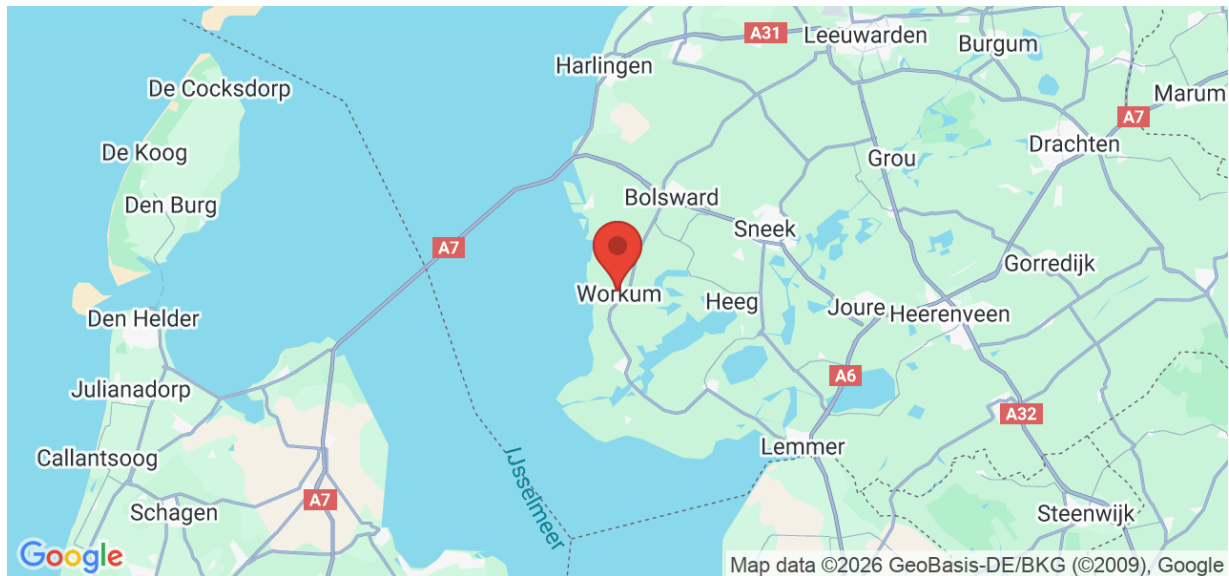 A31
Leeuwarden
Burgum
Harlingen
De Cocksdorp
Marum
A7
De Koog
Drachten
Grou
Den Burg
Bolsward
Sneek
A7
Gorredijk
Workum
Heeg
Joure
Heerenveen
Den Helder
A6
Julianadorp
A32
Lemmer
Callantsoog
IJsselmeer
A7
Schagen
Steenwijk
Google
Map data ©2026 GeoBasis-DE/BKG (©2009), Google